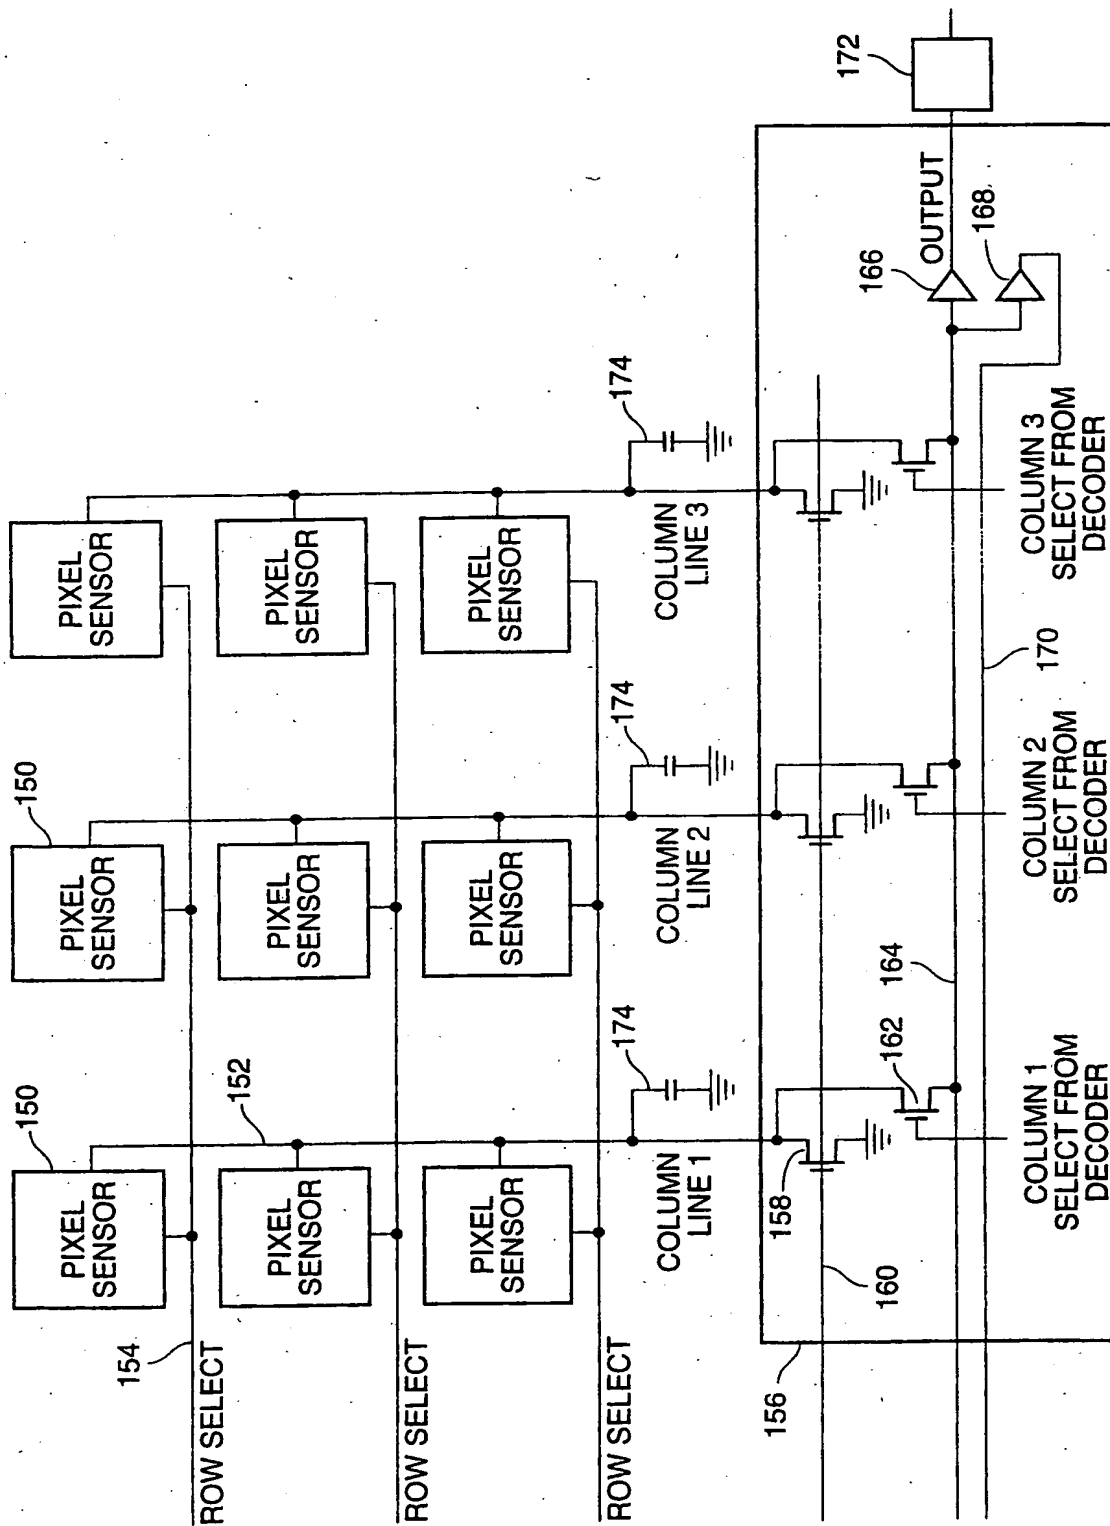 150
150
PIXEL
SENSOR
PIXEL
SENSOR
PIXEL
SENSOR
154
ROW SELECT
152
PIXEL
SENSOR
PIXEL
SENSOR
PIXEL
SENSOR
ROW SELECT
PIXEL
SENSOR
PIXEL
SENSOR
PIXEL
SENSOR
ROW SELECT
174
174
174
COLUMN
LINE 1
COLUMN
LINE 2
COLUMN
LINE 3
156
158
160
162
164
166
OUTPUT
168
172
170
COLUMN 1
SELECT FROM
DECODER
COLUMN 2
SELECT FROM
DECODER
COLUMN 3
SELECT FROM
DECODER